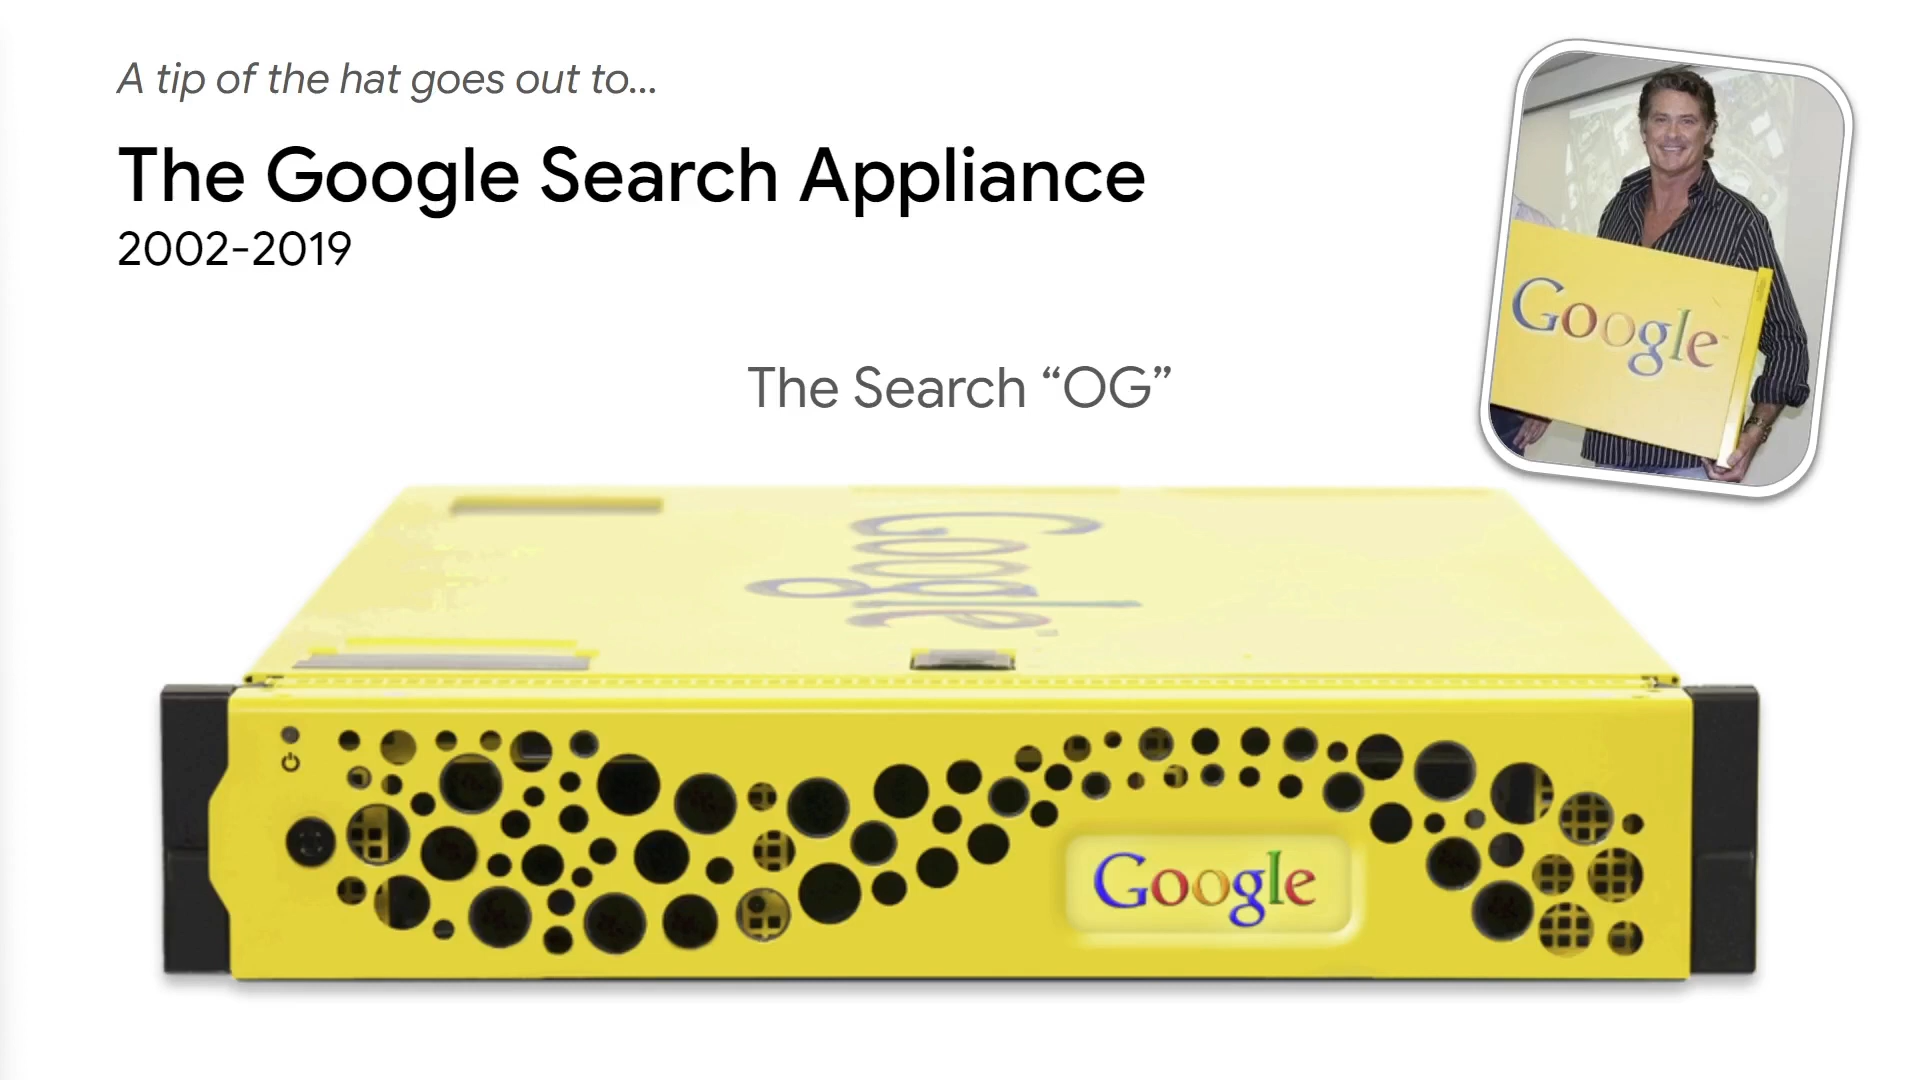 A tip of the hat goes out to...
The Google Search Appliance
2002-2019
Google
The Search “OG”
Google
Google